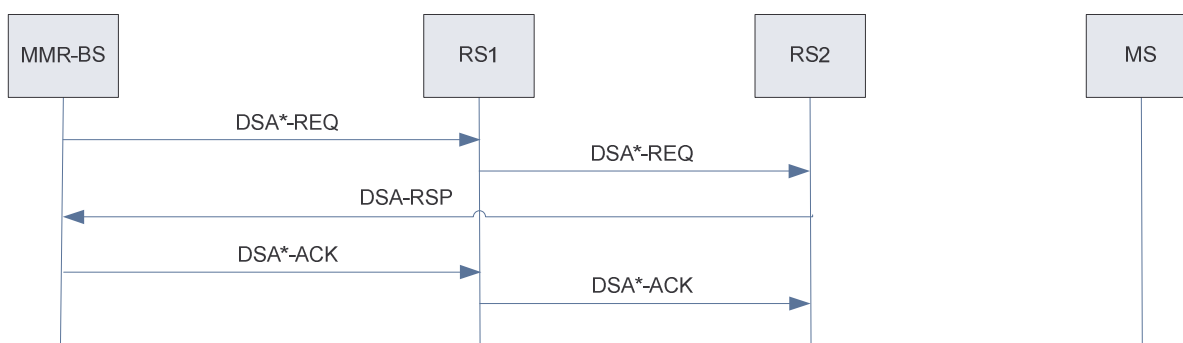 MMR-BS
RS1
RS2
MS
DSA*-REQ
DSA*-REQ
DSA-RSP
DSA*-ACK
DSA*-ACK